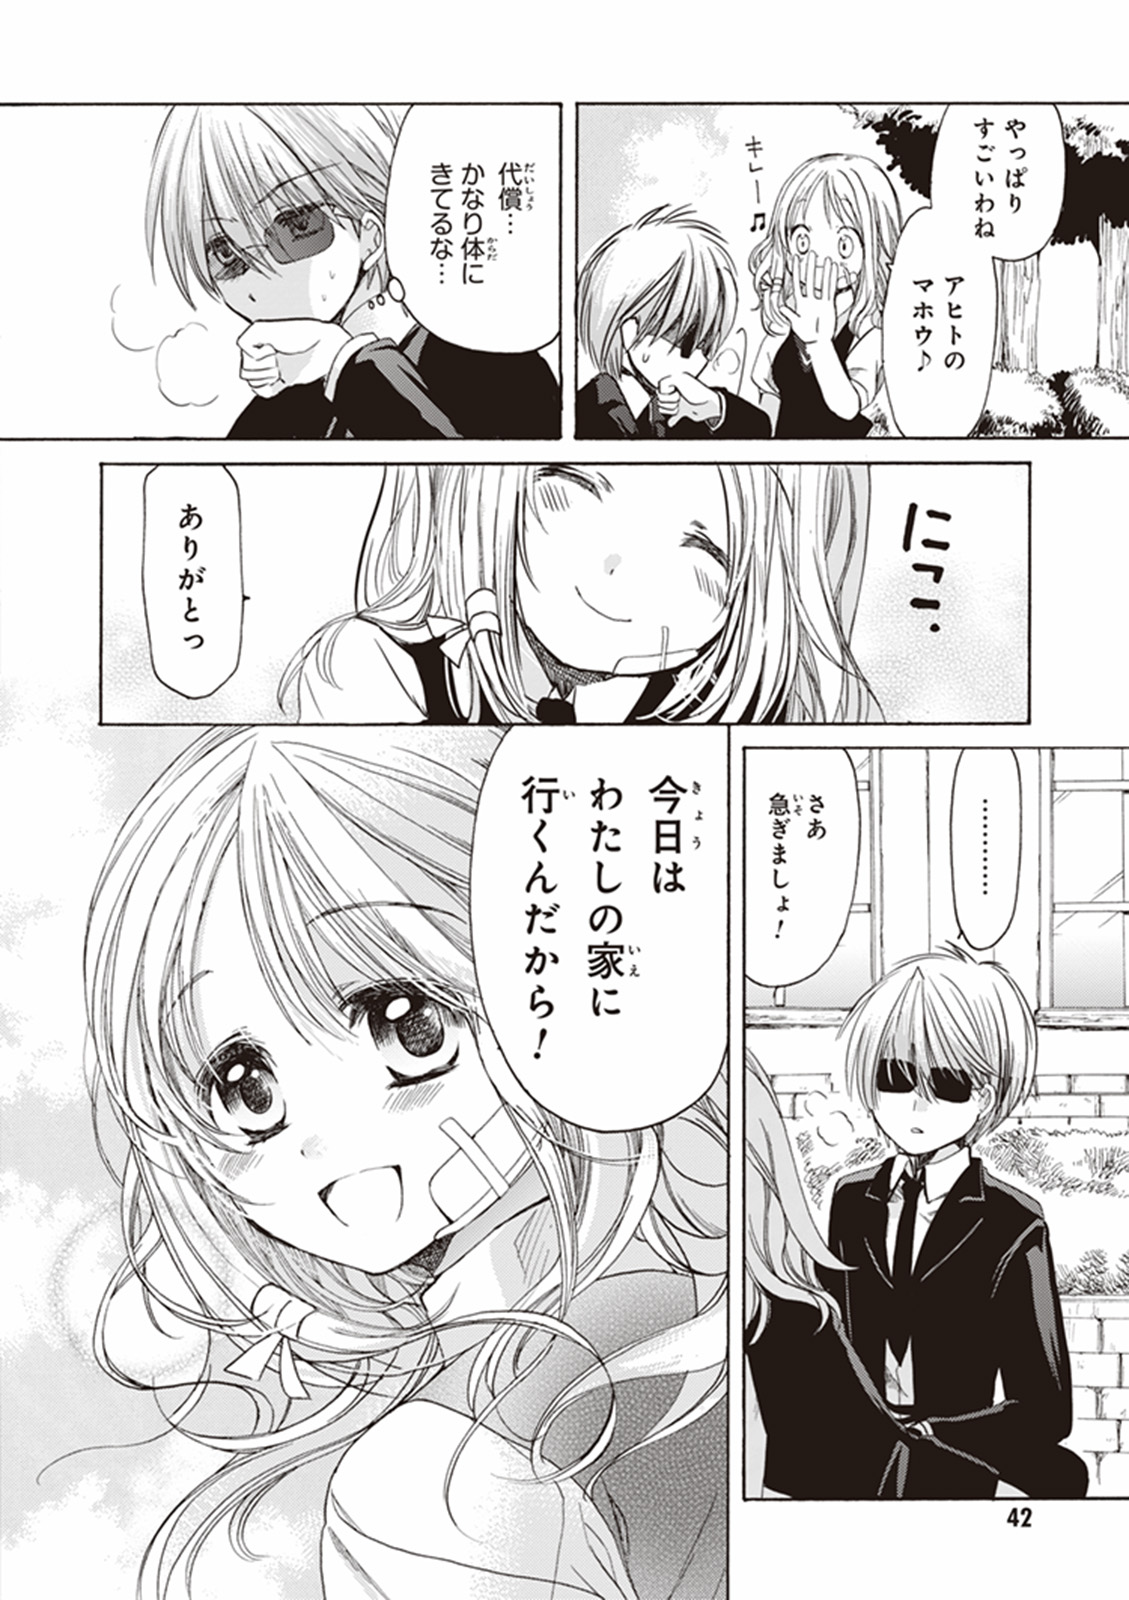 やっぱり
すごいわね
アヒトの
マホウ♪
キレー♫
代償…
かなり体に
きてるな…
にこっ
ありがとっ
…………
さあ
急ぎましょ！
今日は
わたしの家に
行くんだから！
42